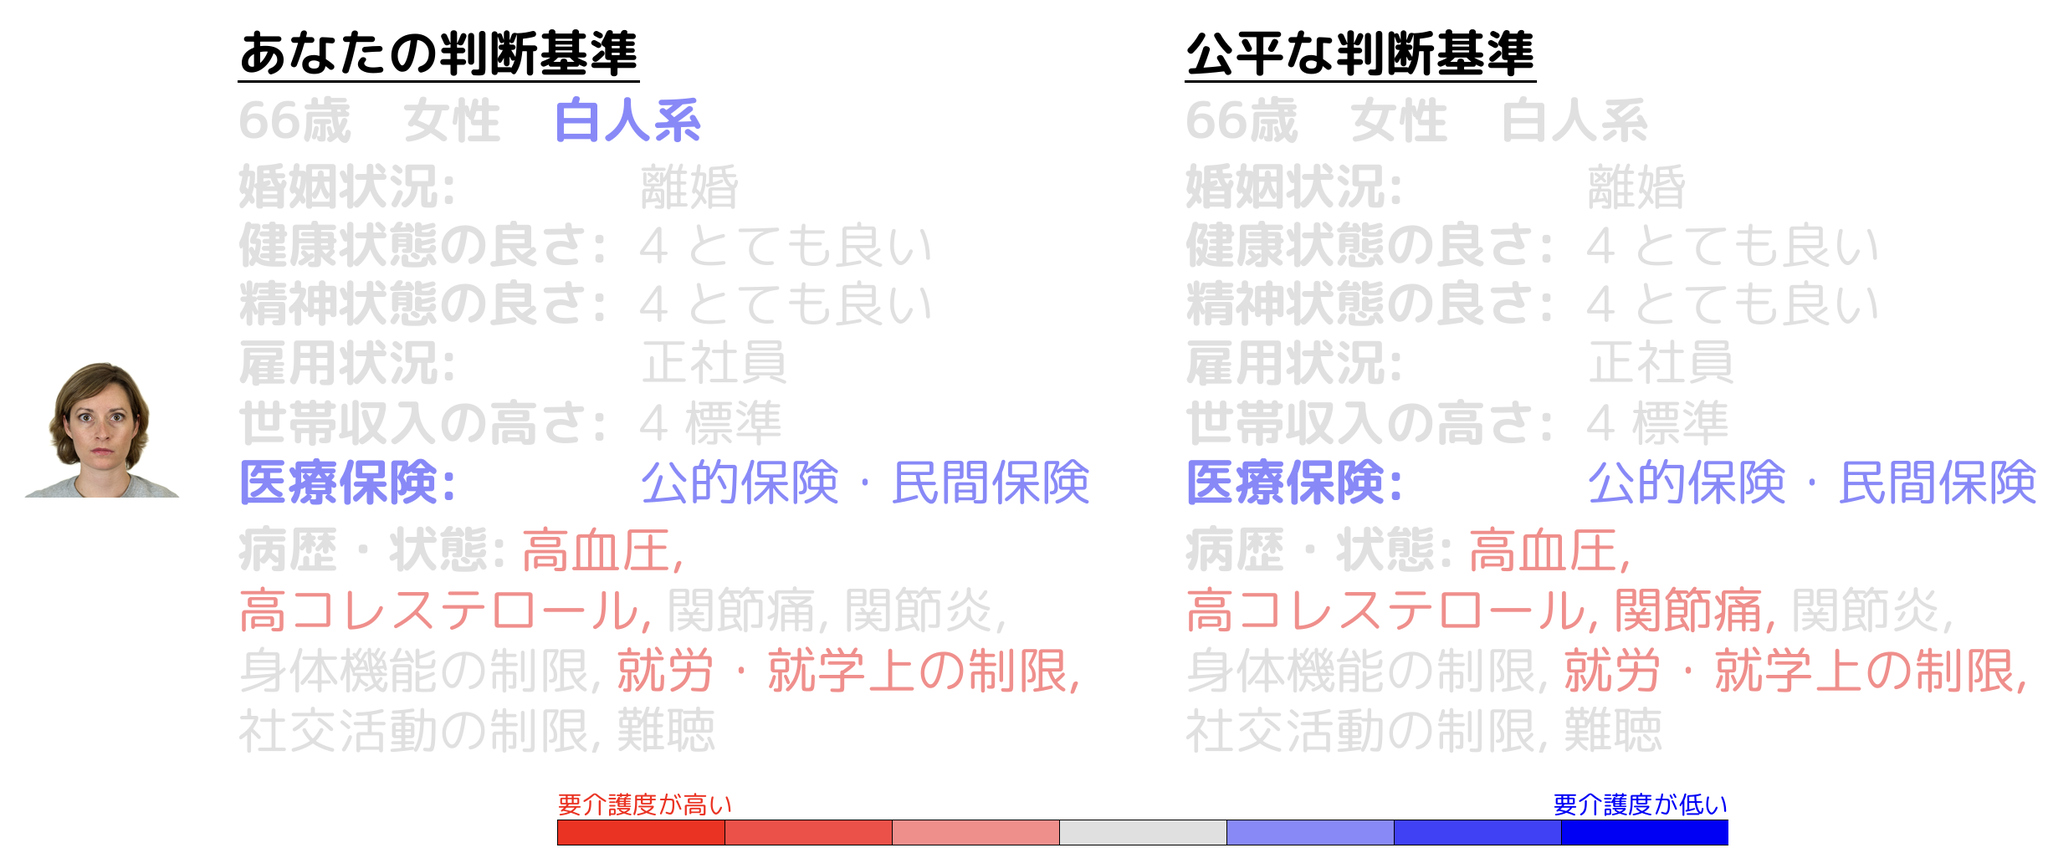 あなたの判断基準
66歳 女性 白人系
婚姻状況: 離婚
健康状態の良さ: 4 とても良い
精神状態の良さ: 4 とても良い
雇用状況: 正社員
世帯収入の高さ: 4 標準
医療保険: 公的保険・民間保険
病歴・状態: 高血圧,
高コレステロール, 関節痛, 関節炎,
身体機能の制限, 就労・就学上の制限,
社交活動の制限, 難聴
公平な判断基準
66歳 女性 白人系
婚姻状況: 離婚
健康状態の良さ: 4 とても良い
精神状態の良さ: 4 とても良い
雇用状況: 正社員
世帯収入の高さ: 4 標準
医療保険: 公的保険・民間保険
病歴・状態: 高血圧,
高コレステロール, 関節痛, 関節炎,
身体機能の制限, 就労・就学上の制限,
社交活動の制限, 難聴
要介護度が高い
要介護度が低い